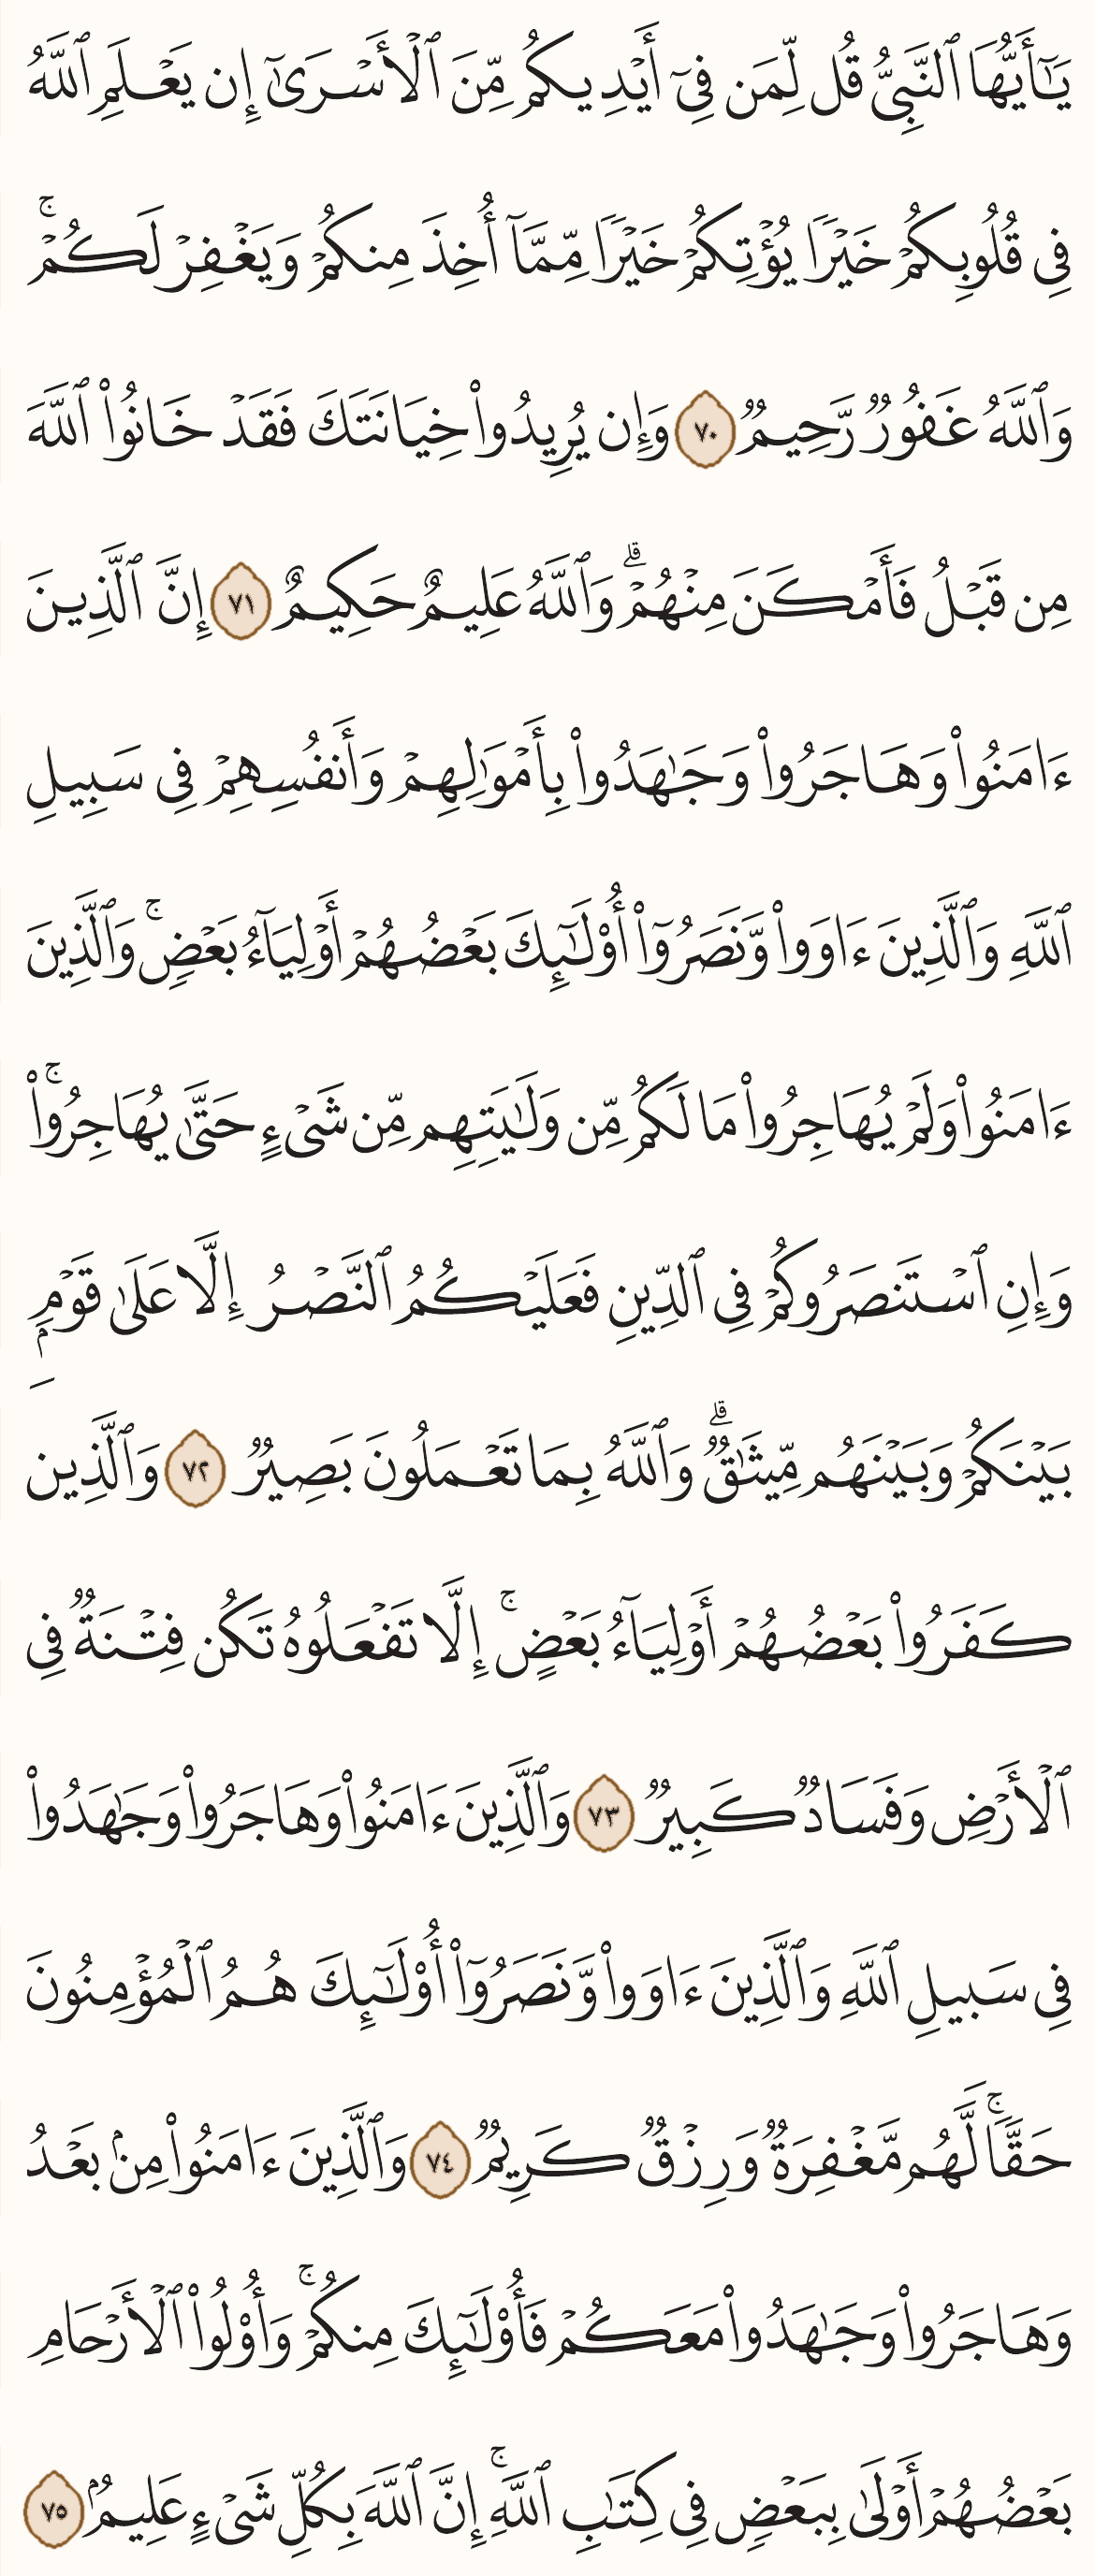 يَـٰٓأَيُّهَا ٱلنَّبِىُّ قُل لِّمَن فِىٓ أَيْدِيكُم مِّنَ ٱلْأَسْرَىٰٓ إِن يَعْلَمِ ٱللَّهُ
فِى قُلُوبِكُمْ خَيْرًا يُؤْتِكُمْ خَيْرًا مِّمَّآ أُخِذَ مِنكُمْ وَيَغْفِرْ لَكُمْ ۚ
وَٱللَّهُ غَفُورٌ رَّحِيمٌ ٧٠ وَإِن يُرِيدُوا۟ خِيَانَتَكَ فَقَدْ خَانُوا۟ ٱللَّهَ
مِن قَبْلُ فَأَمْكَنَ مِنْهُمْ ۗ وَٱللَّهُ عَلِيمٌ حَكِيمٌ ٧١ إِنَّ ٱلَّذِينَ
ءَامَنُوا۟ وَهَاجَرُوا۟ وَجَـٰهَدُوا۟ بِأَمْوَٰلِهِمْ وَأَنفُسِهِمْ فِى سَبِيلِ
ٱللَّهِ وَٱلَّذِينَ ءَاوَوا۟ وَّنَصَرُوٓا۟ أُو۟لَـٰٓئِكَ بَعْضُهُمْ أَوْلِيَآءُ بَعْضٍ ۚ وَٱلَّذِينَ
ءَامَنُوا۟ وَلَمْ يُهَاجِرُوا۟ مَا لَكُم مِّن وَلَـٰيَتِهِم مِّن شَىْءٍ حَتَّىٰ يُهَاجِرُوا۟ ۚ
وَإِنِ ٱسْتَنصَرُوكُمْ فِى ٱلدِّينِ فَعَلَيْكُمُ ٱلنَّصْرُ إِلَّا عَلَىٰ قَوْمٍۭ
بَيْنَكُمْ وَبَيْنَهُم مِّيثَـٰقٌ ۗ وَٱللَّهُ بِمَا تَعْمَلُونَ بَصِيرٌ ٧٢ وَٱلَّذِين
كَفَرُوا۟ بَعْضُهُمْ أَوْلِيَآءُ بَعْضٍ ۚ إِلَّا تَفْعَلُوهُ تَكُن فِتْنَةٌ فِى
ٱلْأَرْضِ وَفَسَادٌ كَبِيرٌ ٧٣ وَٱلَّذِينَ ءَامَنُوا۟ وَهَاجَرُوا۟ وَجَـٰهَدُوا۟
فِى سَبِيلِ ٱللَّهِ وَٱلَّذِينَ ءَاوَوا۟ وَّنَصَرُوٓا۟ أُو۟لَـٰٓئِكَ هُمُ ٱلْمُؤْمِنُونَ
حَقًّا ۚ لَّهُم مَّغْفِرَةٌ وَرِزْقٌ كَرِيمٌ ٧٤ وَٱلَّذِينَ ءَامَنُوا۟ مِنۢ بَعْدُ
وَهَاجَرُوا۟ وَجَـٰهَدُوا۟ مَعَكُمْ فَأُو۟لَـٰٓئِكَ مِنكُمْ ۚ وَأُو۟لُوا۟ ٱلْأَرْحَامِ
بَعْضُهُمْ أَوْلَىٰ بِبَعْضٍ فِى كِتَـٰبِ ٱللَّهِ ۚ إِنَّ ٱللَّهَ بِكُلِّ شَىْءٍ عَلِيمٌۢ ٧٥